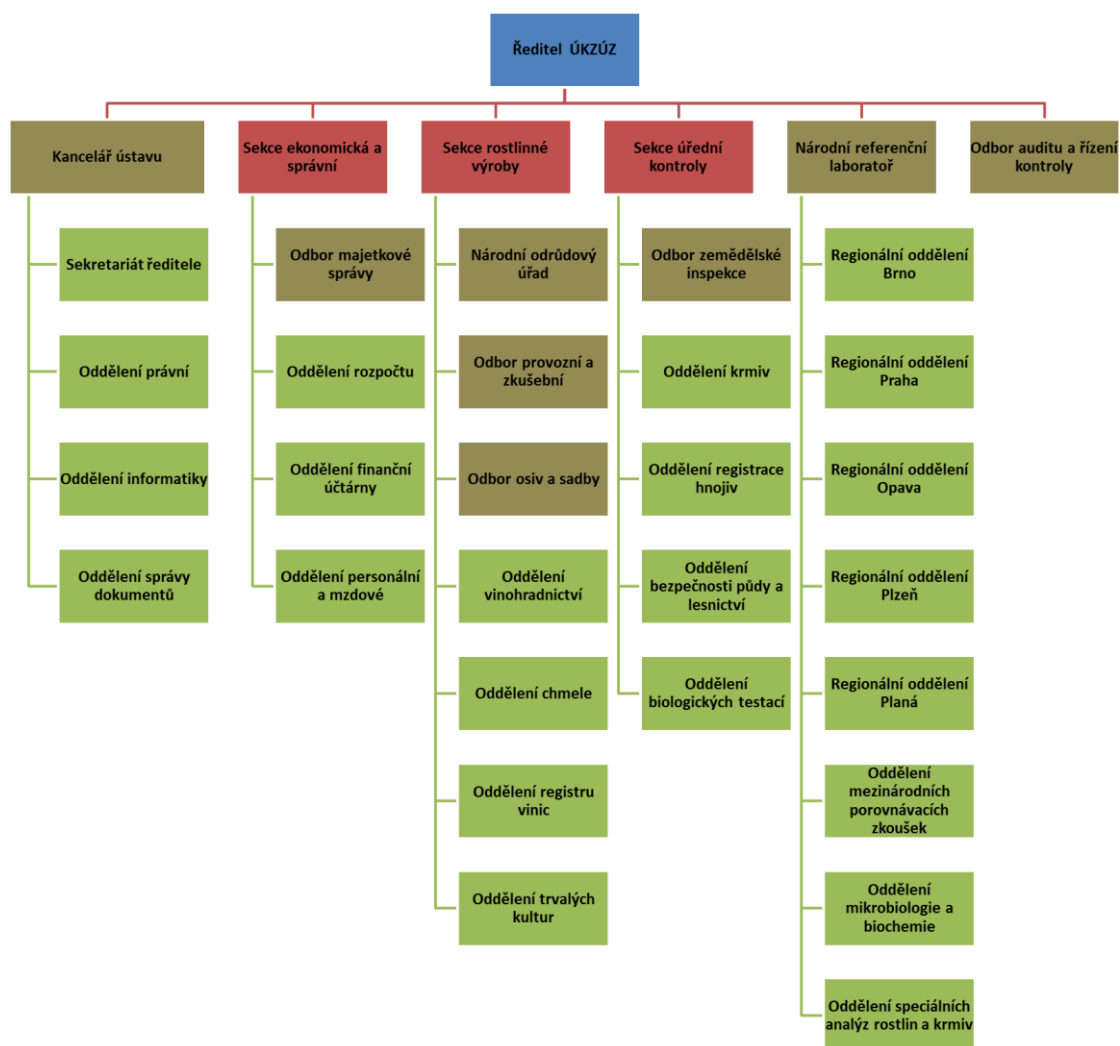 Ředitel ÚKZÚZ
Kancelář ústavu
Sekce ekonomická a
správní
Sekce rostlinné
výroby
Sekce úřední
kontroly
Národní referenční
laboratoř
Odbor auditu a řízení
kontroly
Sekretariát ředitele
Oddělení právní
Oddělení informatiky
Oddělení správy
dokumentů
Odbor majetkové
správy
Oddělení rozpočtu
Oddělení finanční
účtárny
Oddělení personální
a mzdové
Národní odrůdový
úřad
Odbor provozní a
zkušební
Odbor osiv a sadby
Oddělení
vinohradnictví
Oddělení chmele
Oddělení registru
vinic
Oddělení trvalých
kultur
Odbor zemědělské
inspekce
Oddělení krmiv
Oddělení registrace
hnojiv
Oddělení
bezpečnosti půdy a
lesnictví
Oddělení
biologických testací
Regionální oddělení
Brno
Regionální oddělení
Praha
Regionální oddělení
Opava
Regionální oddělení
Plzeň
Regionální oddělení
Planá
Oddělení
mezinárodních
porovnávacích
zkoušek
Oddělení
mikrobiologie a
biochemie
Oddělení speciálních
analýz rostlin a krmiv